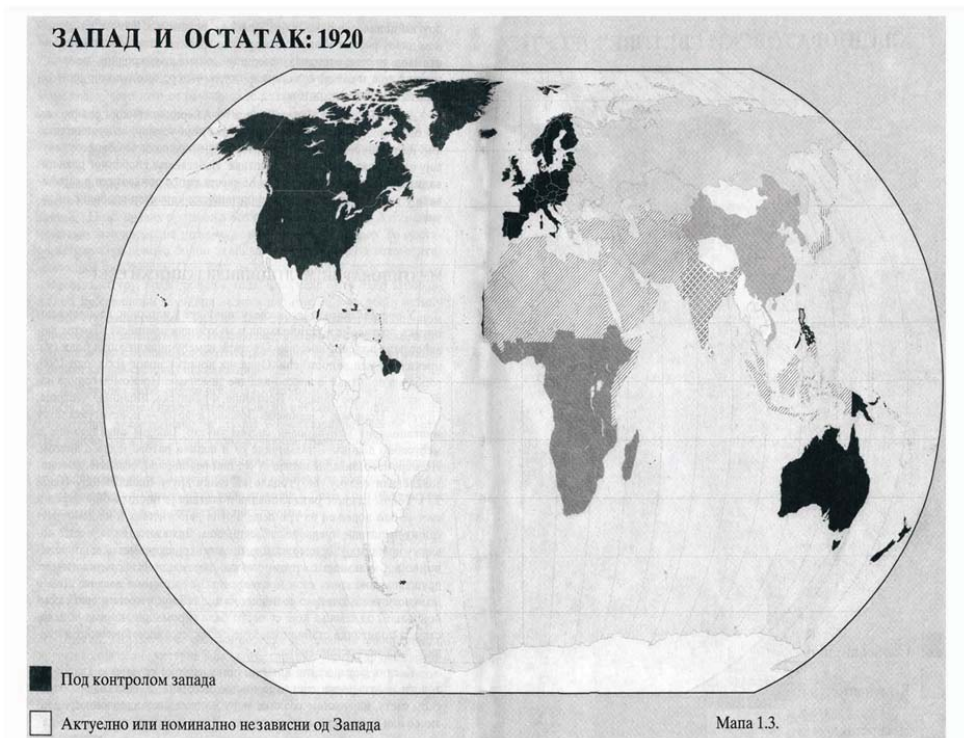 ЗАПАД И ОСТАТАК: 1920
Под контролом запада
Актуелно или номинално независни од Запада
Мапа 1.3.